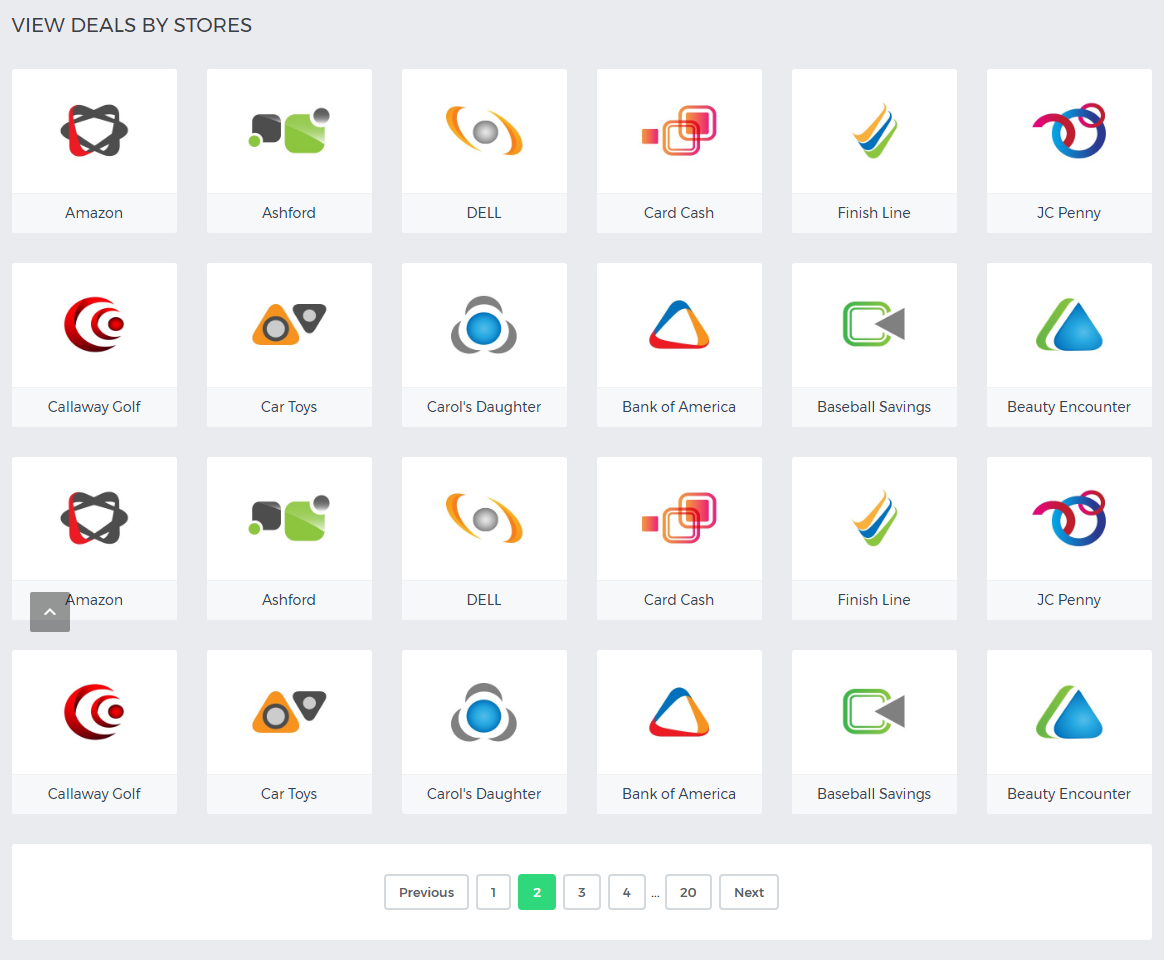 VIEW DEALS BY STORES
Amazon Ashford DELL Card Cash Finish Line JC Penny
Callaway Golf Car Toys Carol's Daughter Bank of America Baseball Savings Beauty Encounter
Amazon Ashford DELL Card Cash Finish Line JC Penny
Callaway Golf Car Toys Carol's Daughter Bank of America Baseball Savings Beauty Encounter
Previous 1 2 3 4 ... 20 Next